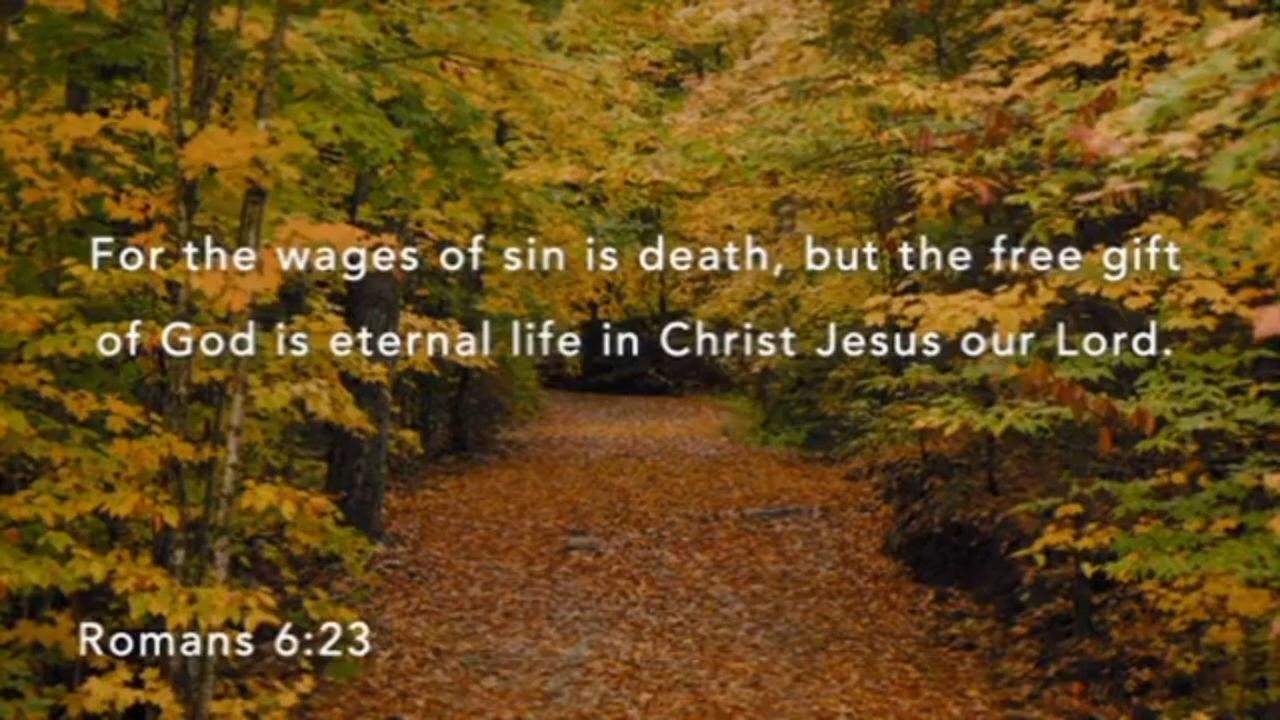 For the wages of sin is death, but the free gift
of God is eternal life in Christ Jesus our Lord.
Romans 6:23